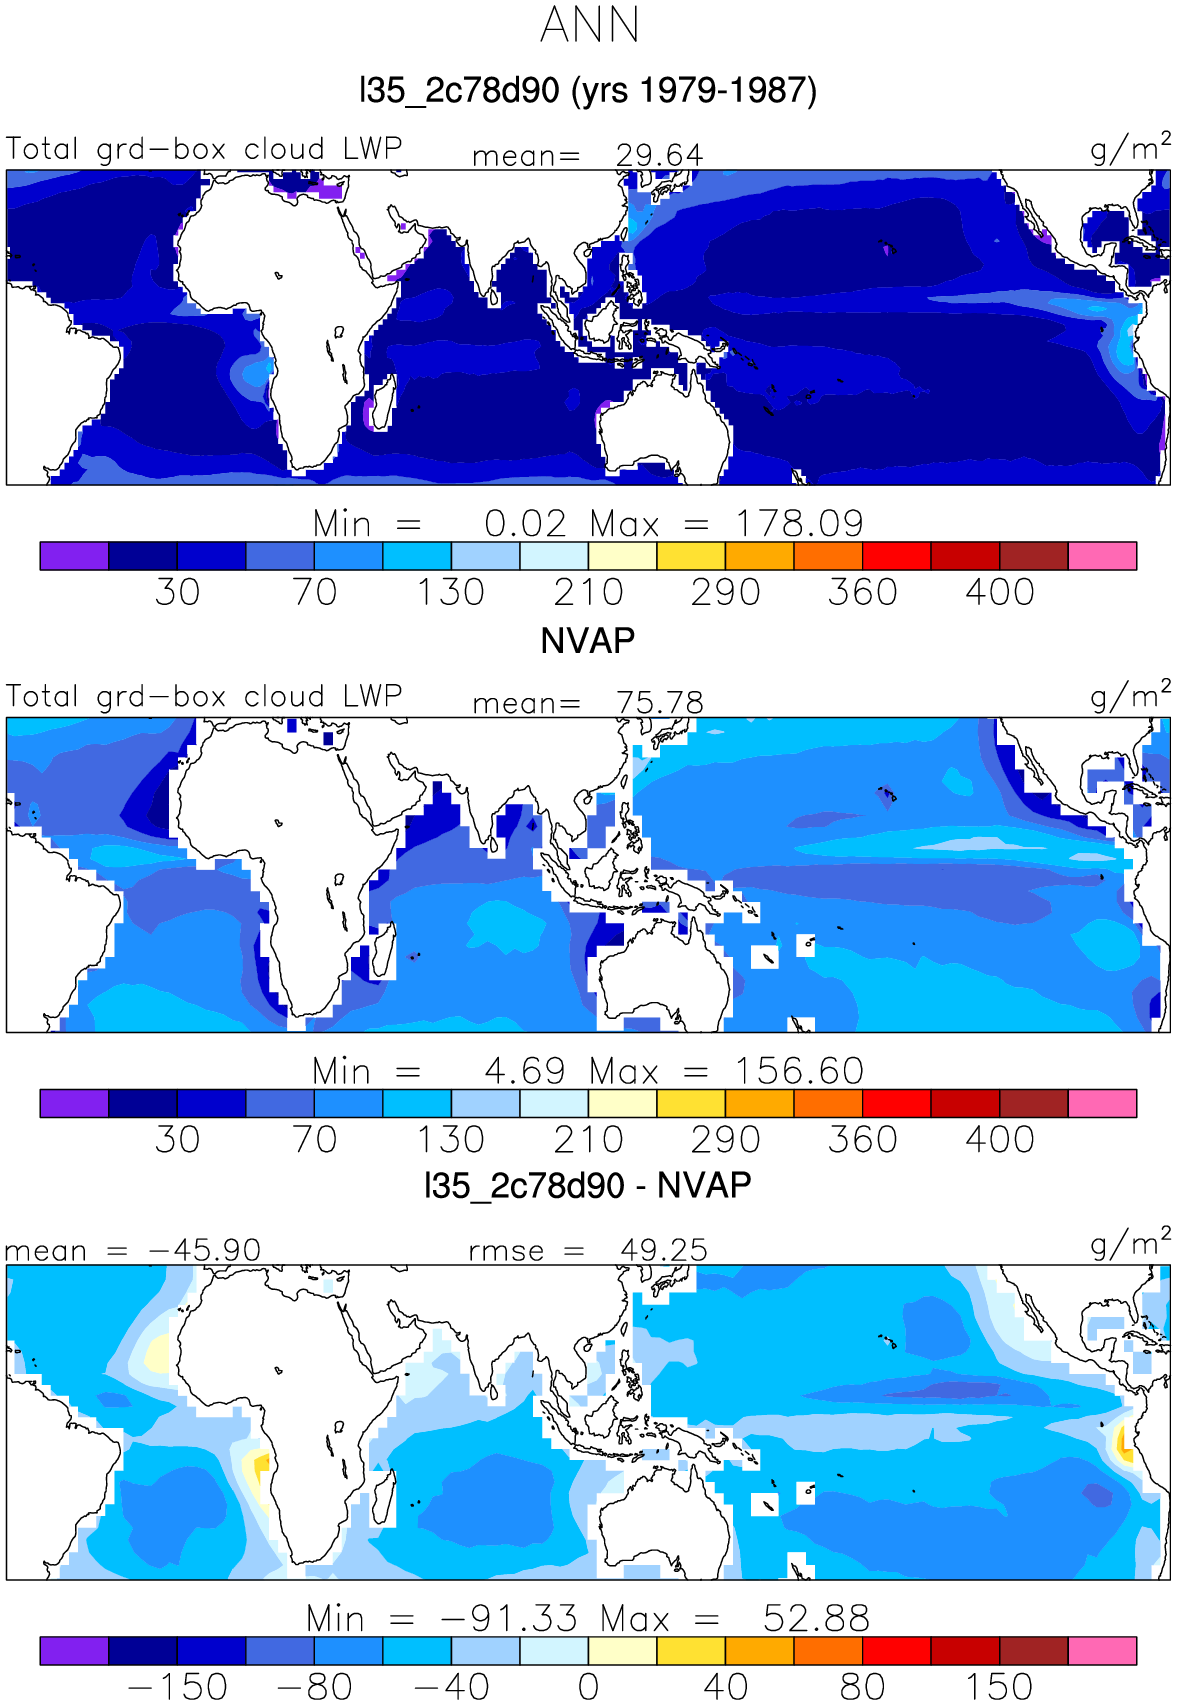 ANN
l35_2c78d90 (yrs 1979-1987)
Total grd-box cloud LWP mean= 29.64 g/m²
Min = 0.02 Max = 178.09
30 70 130 210 290 360 400
NVAP
Total grd-box cloud LWP mean= 75.78 g/m²
Min = 4.69 Max = 156.60
30 70 130 210 290 360 400
l35_2c78d90 - NVAP
mean = -45.90 rmse = 49.25 g/m²
Min = -91.33 Max = 52.88
-150 -80 -40 0 40 80 150